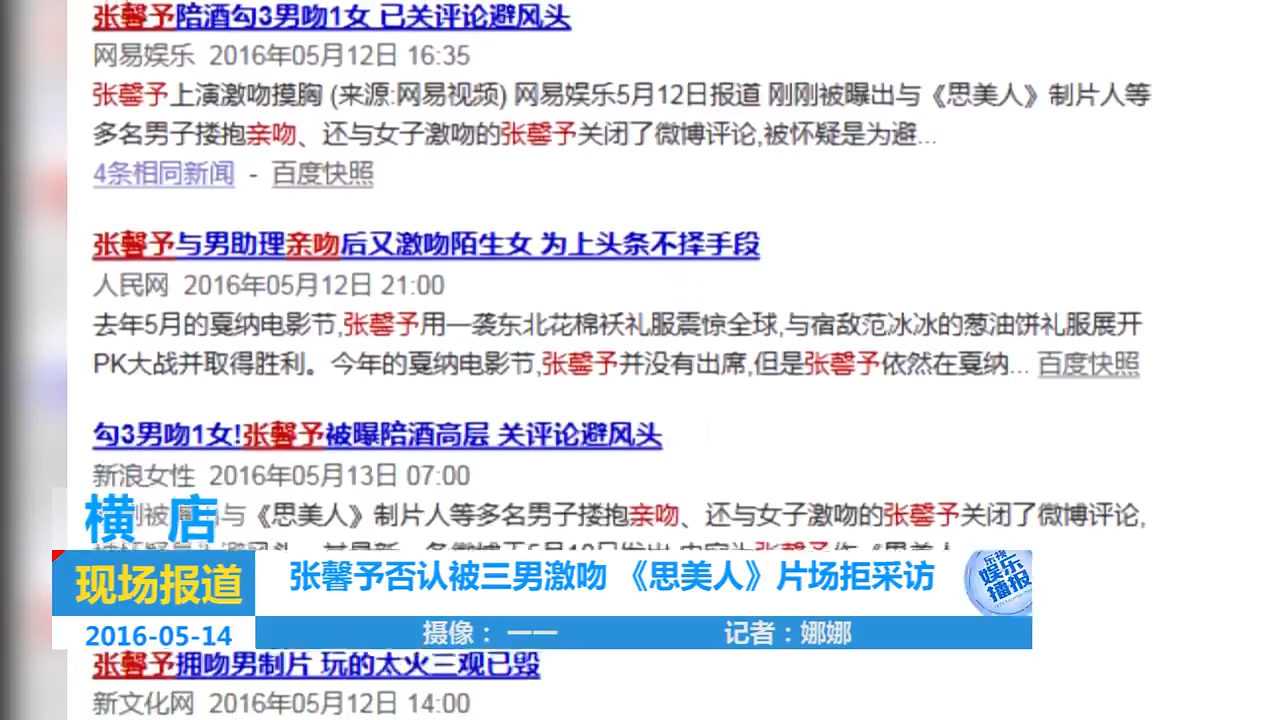 张馨予陪酒勾3男吻1女 已关评论避风头
网易娱乐 2016年05月12日 16:35
张馨予上演激吻摸胸 (来源:网易视频) 网易娱乐5月12日报道 刚刚被曝出与《思美人》制片人等
多名男子搂抱亲吻、还与女子激吻的张馨予关闭了微博评论,被怀疑是为避...
4条相同新闻 - 百度快照
张馨予与男助理亲吻后又激吻陌生女 为上头条不择手段
人民网 2016年05月12日 21:00
去年5月的戛纳电影节,张馨予用一袭东北花棉袄礼服震惊全球,与宿敌范冰冰的葱油饼礼服展开
PK大战并取得胜利。今年的戛纳电影节,张馨予并没有出席,但是张馨予依然在戛纳... 百度快照
勾3男吻1女!张馨予被曝陪酒高层 关评论避风头
新浪女性 2016年05月13日 07:00
被 与《思美人》制片人等多名男子搂抱亲吻、还与女子激吻的张馨予关闭了微博评论,
横店
现场报道
张馨予否认被三男激吻 《思美人》片场拒采访
乐视
娱乐
播报
2016-05-14
摄像： 一一
记者：娜娜
张馨予拥吻男制片 玩的太火三观已毁
新文化网 2016年05月12日 14:00